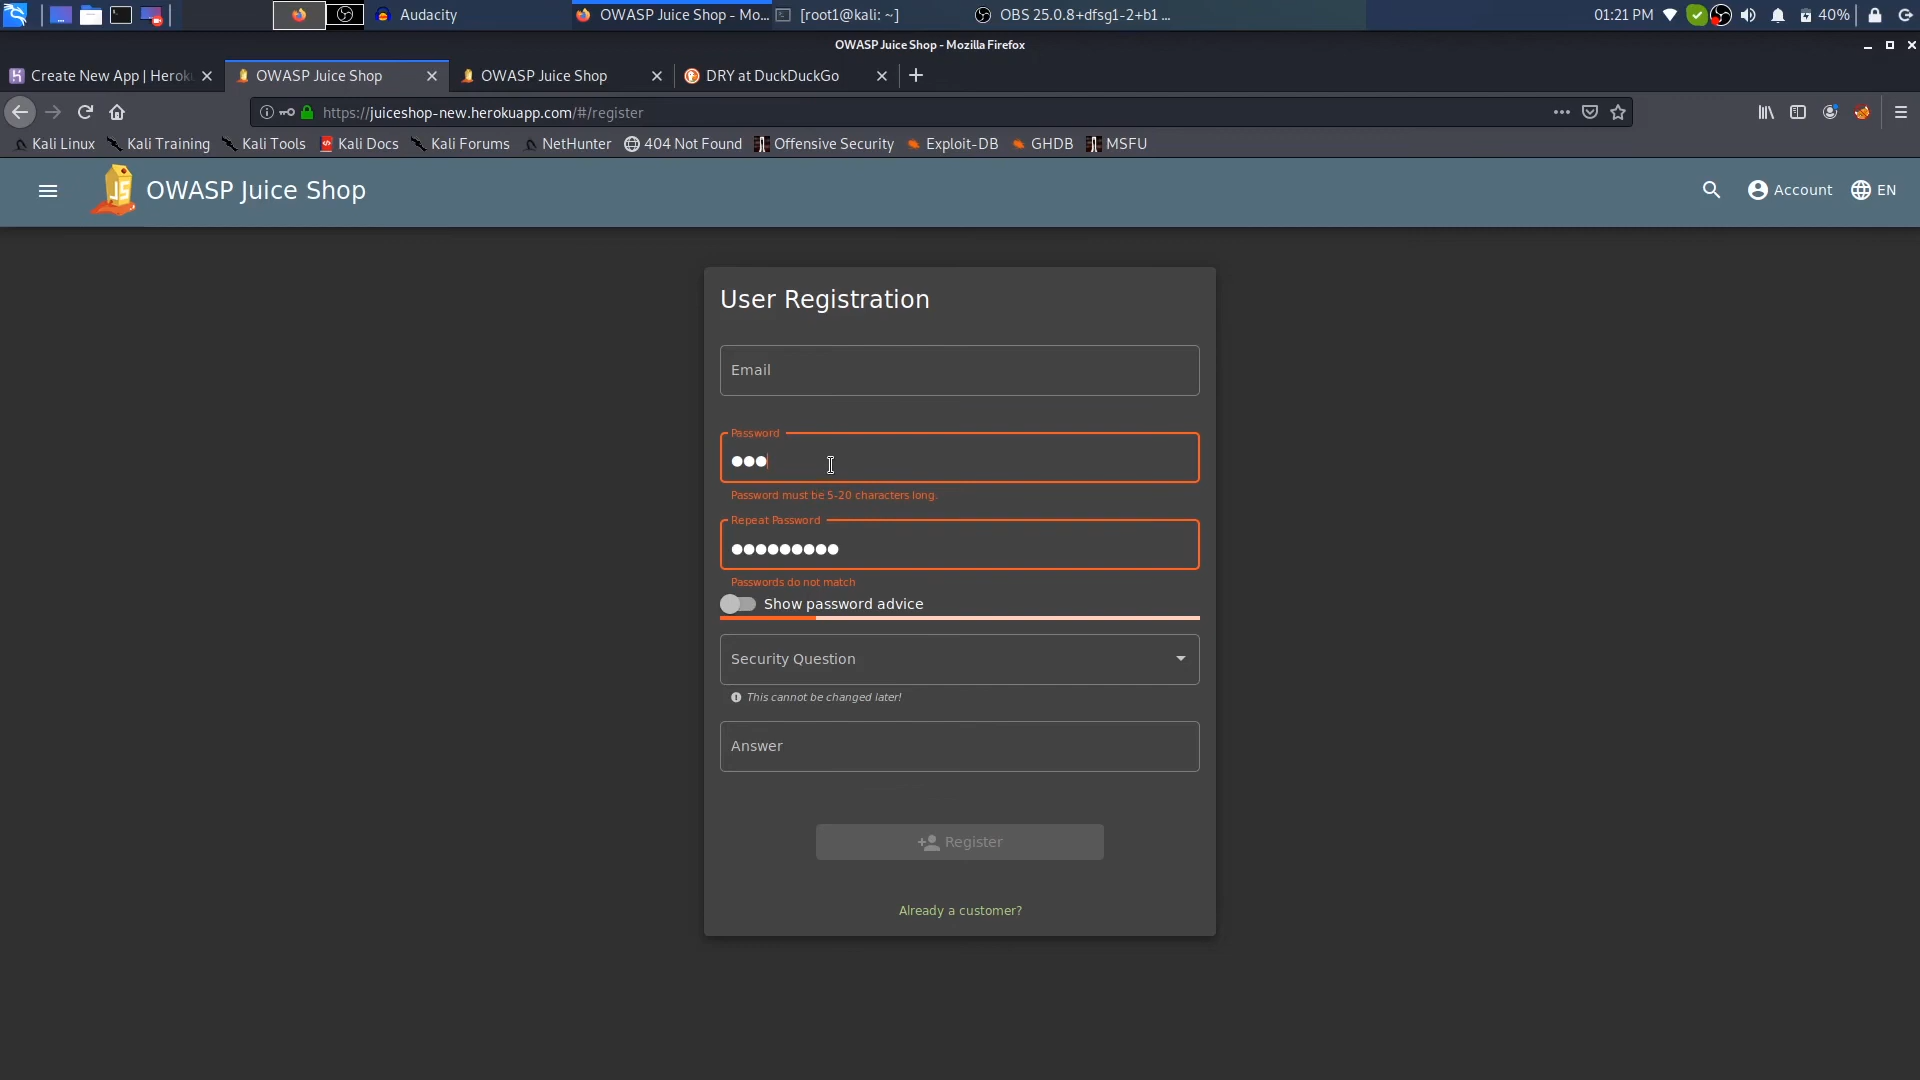 Audacity
OWASP Juice Shop - Mo...
[root1@kali: ~]
OBS 25.0.8+dfsg1-2+b1 ...
01:21 PM
40%
OWASP Juice Shop - Mozilla Firefox
Create New App | Heroku
OWASP Juice Shop
OWASP Juice Shop
DRY at DuckDuckGo
https://juiceshop-new.herokuapp.com/#/register
Kali Linux
Kali Training
Kali Tools
Kali Docs
Kali Forums
NetHunter
404 Not Found
Offensive Security
Exploit-DB
GHDB
MSFU
JS
OWASP Juice Shop
Account
EN
User Registration
Email
Password
Password must be 5-20 characters long.
Repeat Password
Passwords do not match
Show password advice
Security Question
This cannot be changed later!
Answer
Register
Already a customer?